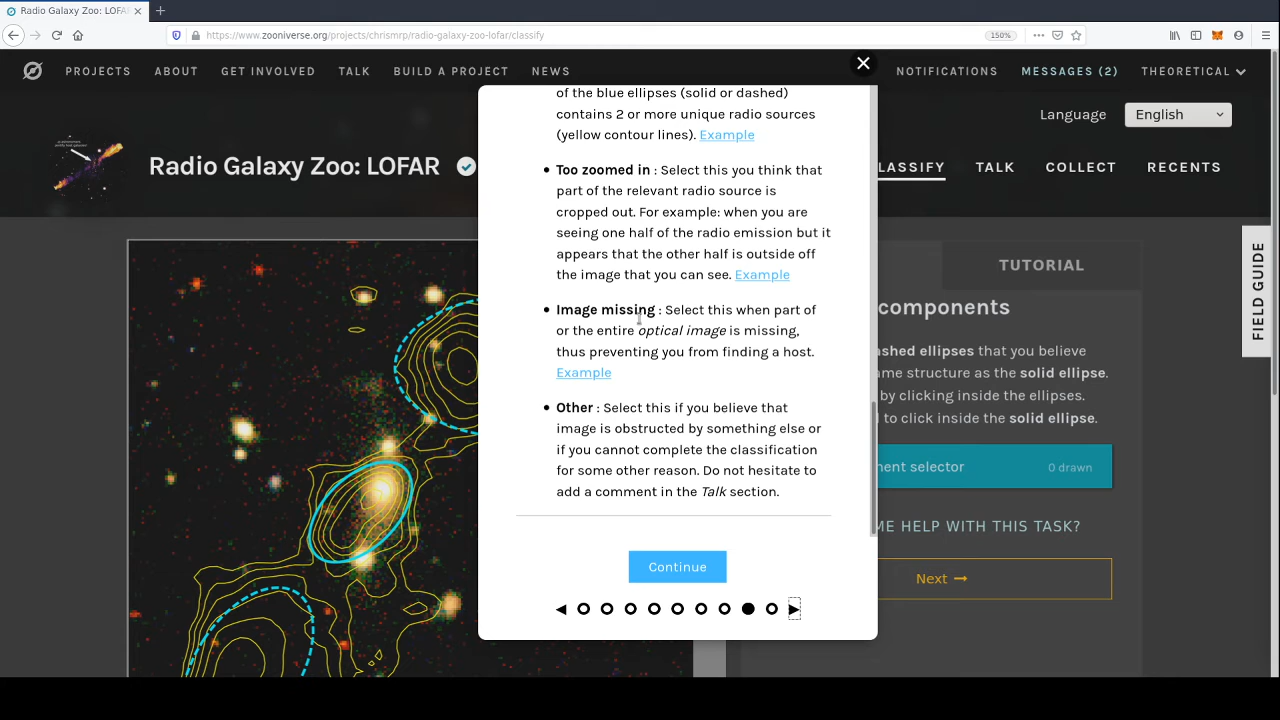 Radio Galaxy Zoo: LOFAR
https://www.zooniverse.org/projects/chrismrp/radio-galaxy-zoo-lofar/classify
150%
PROJECTS ABOUT GET INVOLVED TALK BUILD A PROJECT NEWS
NOTIFICATIONS MESSAGES (2) THEORETICAL
Language English
Radio Galaxy Zoo: LOFAR
LASSIFY TALK COLLECT RECENTS
of the blue ellipses (solid or dashed)
contains 2 or more unique radio sources
(yellow contour lines). Example
• Too zoomed in : Select this you think that
part of the relevant radio source is
cropped out. For example: when you are
seeing one half of the radio emission but it
appears that the other half is outside off
the image that you can see. Example
• Image missing : Select this when part of
or the entire optical image is missing,
thus preventing you from finding a host.
Example
• Other : Select this if you believe that
image is obstructed by something else or
if you cannot complete the classification
for some other reason. Do not hesitate to
add a comment in the Talk section.
Continue
TUTORIAL
components
shed ellipses that you believe
ame structure as the solid ellipse.
by clicking inside the ellipses.
d to click inside the solid ellipse.
nent selector 0 drawn
ME HELP WITH THIS TASK?
Next →
FIELD GUIDE